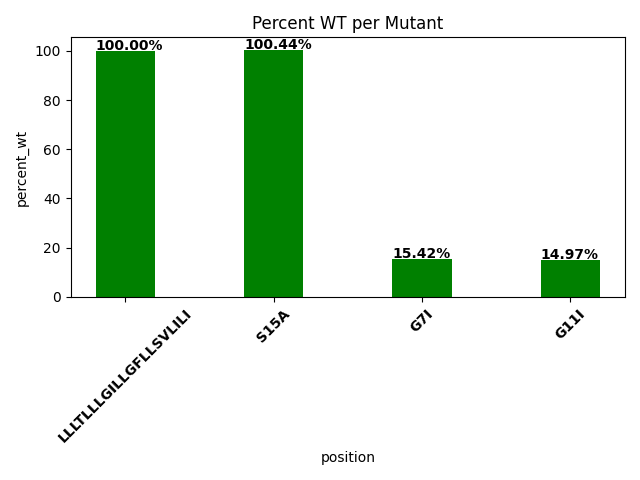 Percent WT per Mutant
100.00%
100.44%
15.42%
14.97%
percent_wt
100
80
60
40
20
0
LLLTLLLGILLGFLLSVLILI
S15A
G7I
G11I
position